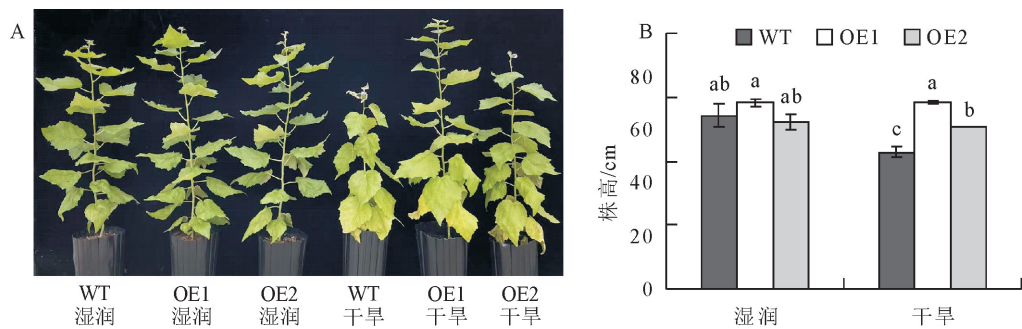 A
WT
湿润
OE1
湿润
OE2
湿润
WT
干旱
OE1
干旱
OE2
干旱
B
WT OE1 OE2
株高/cm
80
60
40
20
0
ab a ab
c a b
湿润 干旱